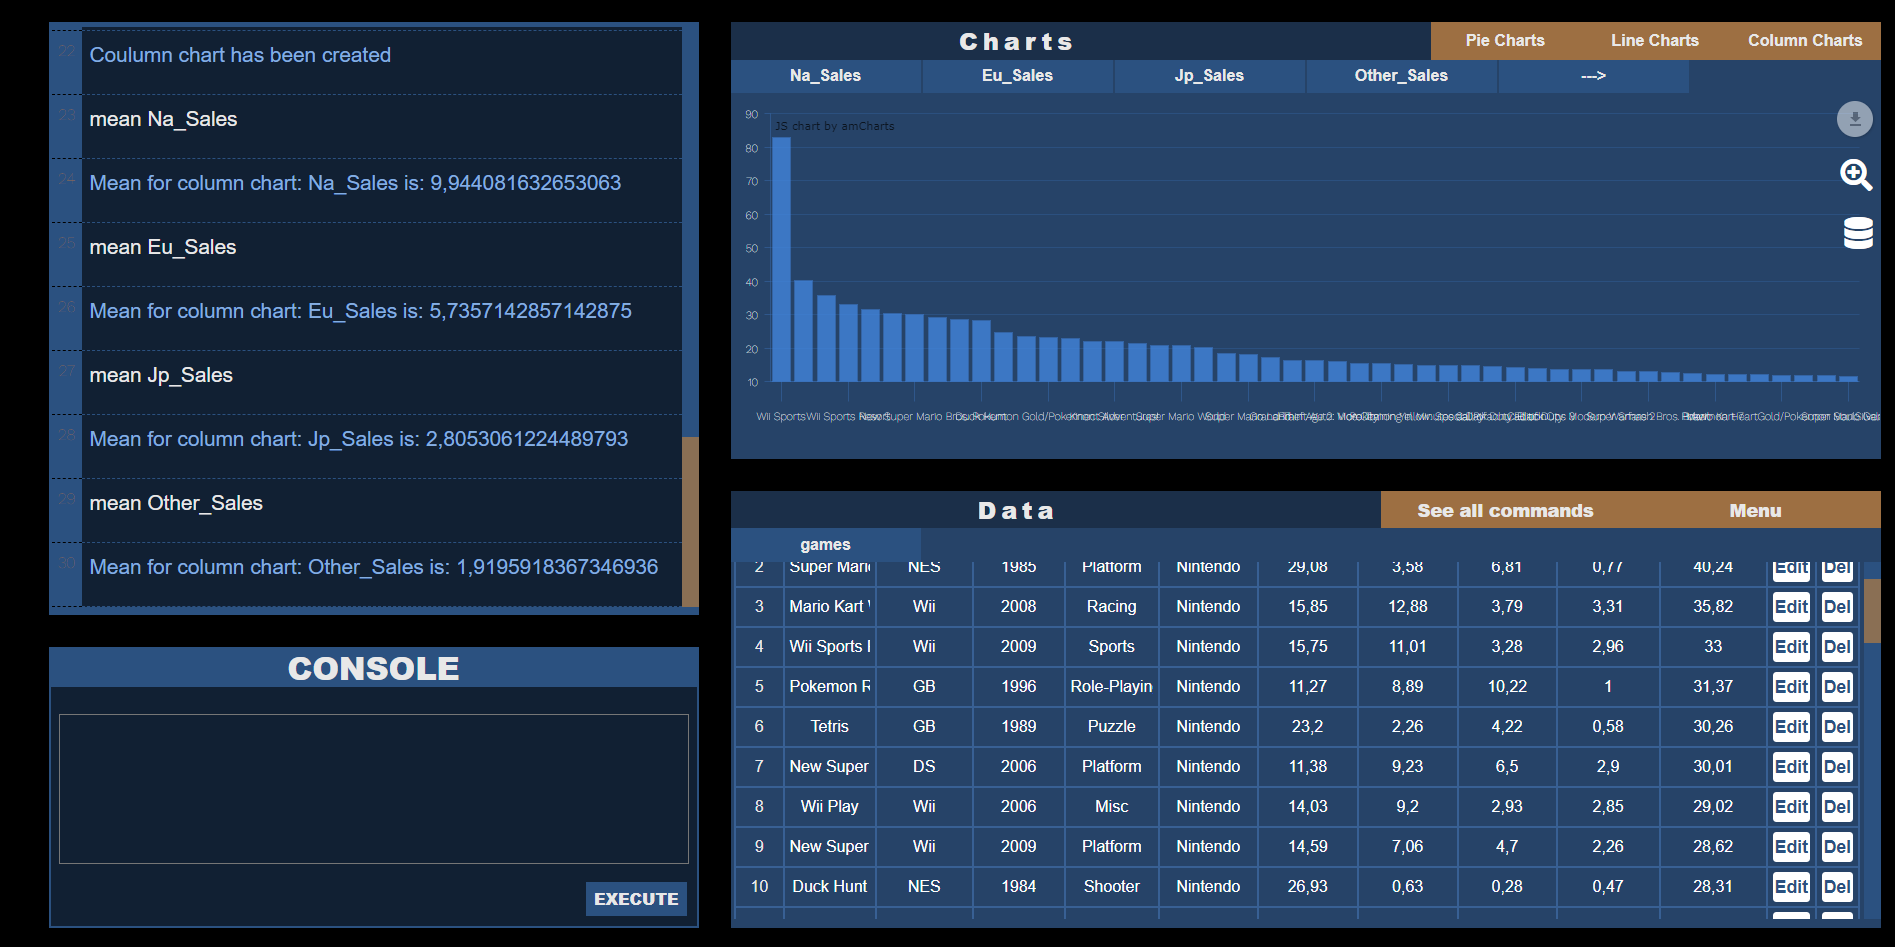 22 Coulumn chart has been created
23 mean Na_Sales
24 Mean for column chart: Na_Sales is: 9,944081632653063
25 mean Eu_Sales
26 Mean for column chart: Eu_Sales is: 5,7357142857142875
27 mean Jp_Sales
28 Mean for column chart: Jp_Sales is: 2,8053061224489793
29 mean Other_Sales
30 Mean for column chart: Other_Sales is: 1,9195918367346936
CONSOLE
EXECUTE
Charts
Pie Charts Line Charts Column Charts
Na_Sales Eu_Sales Jp_Sales Other_Sales --->
JS chart by amCharts
90
80
70
60
50
40
30
20
10
Wii Sports Wii Sports Resort New Super Mario Bros.
Data
See all commands Menu
games
2 Super Mari NES 1985 Platform Nintendo 29,08 3,58 6,81 0,77 40,24 Edit Del
3 Mario Kart Wii 2008 Racing Nintendo 15,85 12,88 3,79 3,31 35,82 Edit Del
4 Wii Sports Wii 2009 Sports Nintendo 15,75 11,01 3,28 2,96 33 Edit Del
5 Pokemon R GB 1996 Role-Playin Nintendo 11,27 8,89 10,22 1 31,37 Edit Del
6 Tetris GB 1989 Puzzle Nintendo 23,2 2,26 4,22 0,58 30,26 Edit Del
7 New Super DS 2006 Platform Nintendo 11,38 9,23 6,5 2,9 30,01 Edit Del
8 Wii Play Wii 2006 Misc Nintendo 14,03 9,2 2,93 2,85 29,02 Edit Del
9 New Super Wii 2009 Platform Nintendo 14,59 7,06 4,7 2,26 28,62 Edit Del
10 Duck Hunt NES 1984 Shooter Nintendo 26,93 0,63 0,28 0,47 28,31 Edit Del